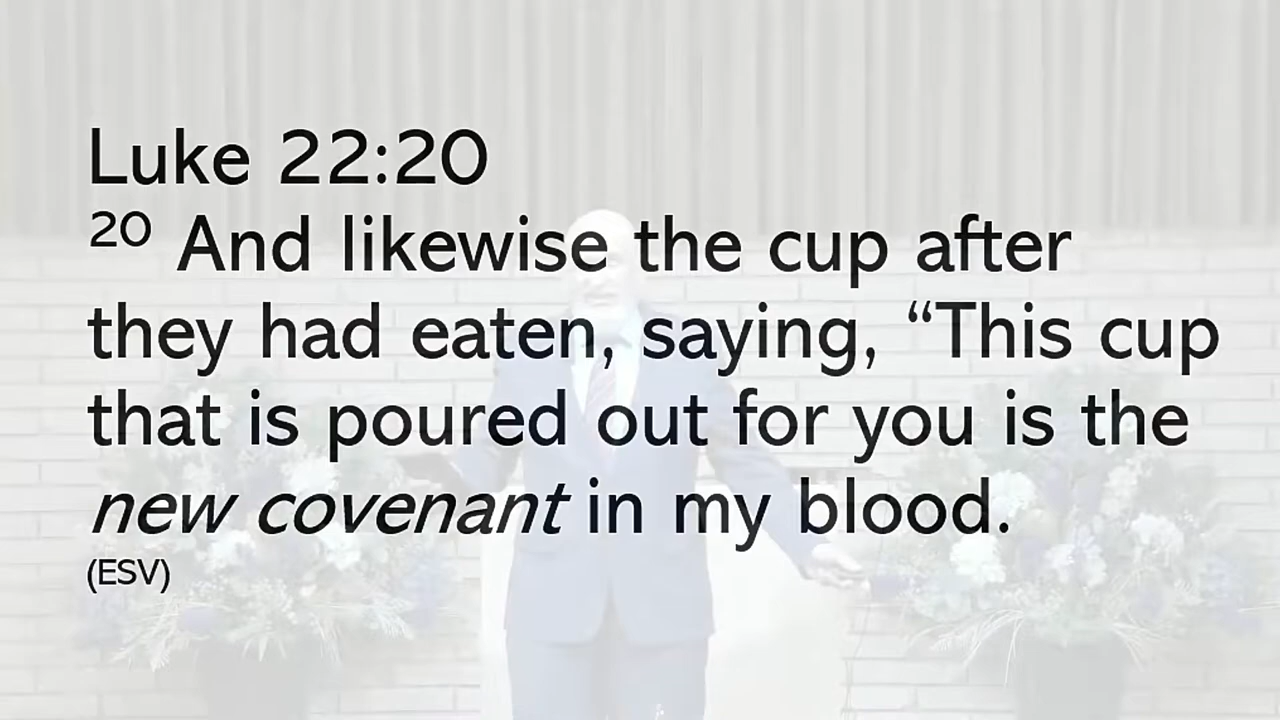 Luke 22:20
20 And likewise the cup after
they had eaten, saying, “This cup
that is poured out for you is the
new covenant in my blood.
(ESV)